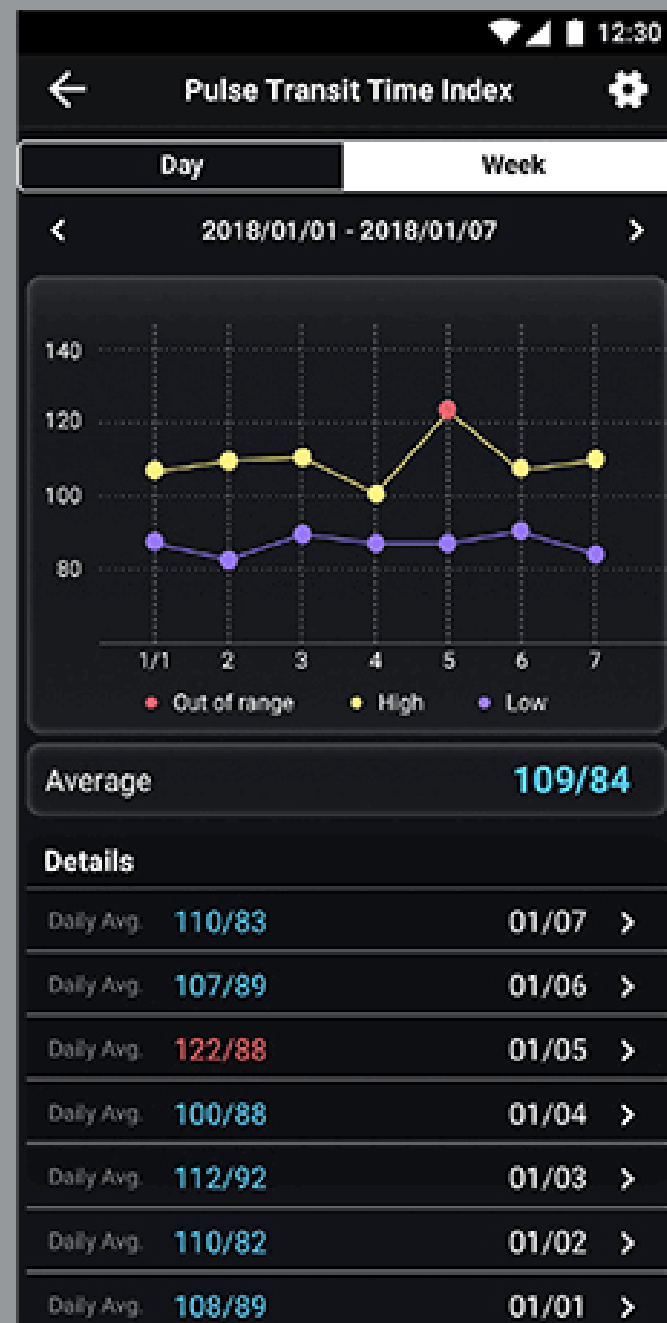 12:30
Pulse Transit Time Index
Day Week
2018/01/01 - 2018/01/07
140
120
100
80
1/1 2 3 4 5 6 7
Out of range High Low
Average 109/84
Details
Daily Avg. 110/83 01/07
Daily Avg. 107/89 01/06
Daily Avg. 122/88 01/05
Daily Avg. 100/88 01/04
Daily Avg. 112/92 01/03
Daily Avg. 110/82 01/02
Daily Avg. 108/89 01/01